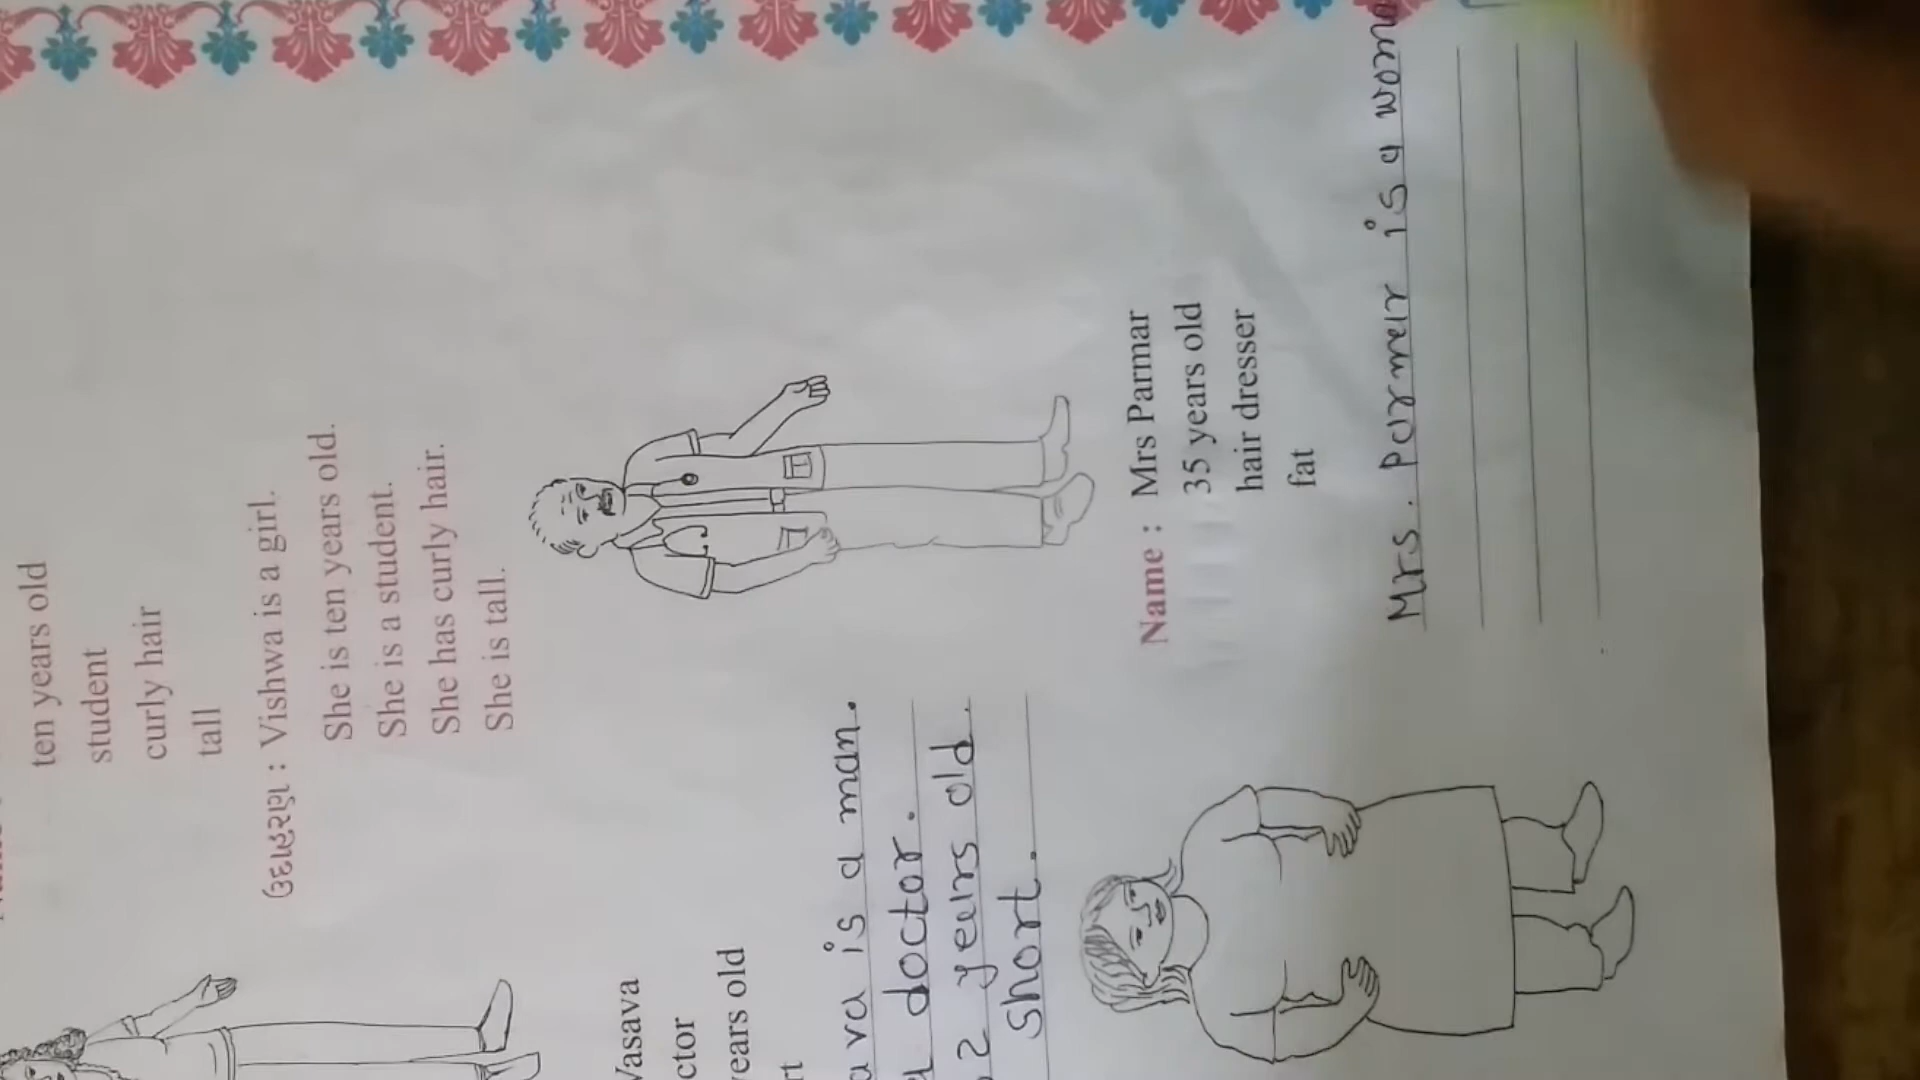 ten years old
student
curly hair
tall
ઉદાહરણ : Vishwa is a girl.
She is ten years old.
She is a student.
She has curly hair.
She is tall.
Vasava
years old
is a man.
doctor.
2 years old.
short.
Name : Mrs Parmar
35 years old
hair dresser
fat
Mrs. Parmar is a